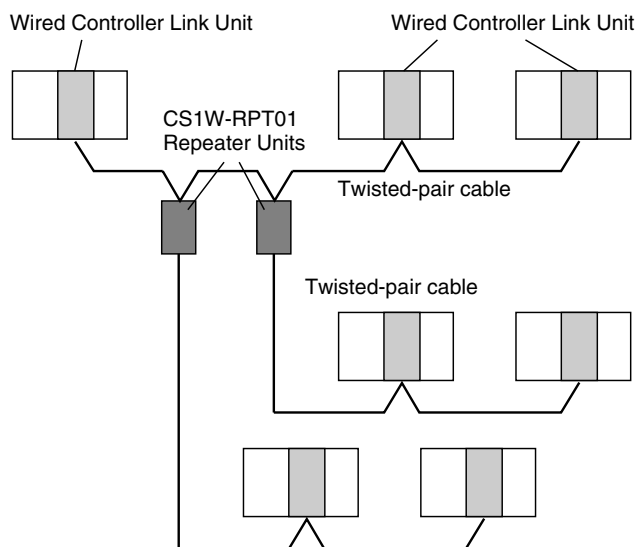 Wired Controller Link Unit
Wired Controller Link Unit
CS1W-RPT01
Repeater Units
Twisted-pair cable
Twisted-pair cable